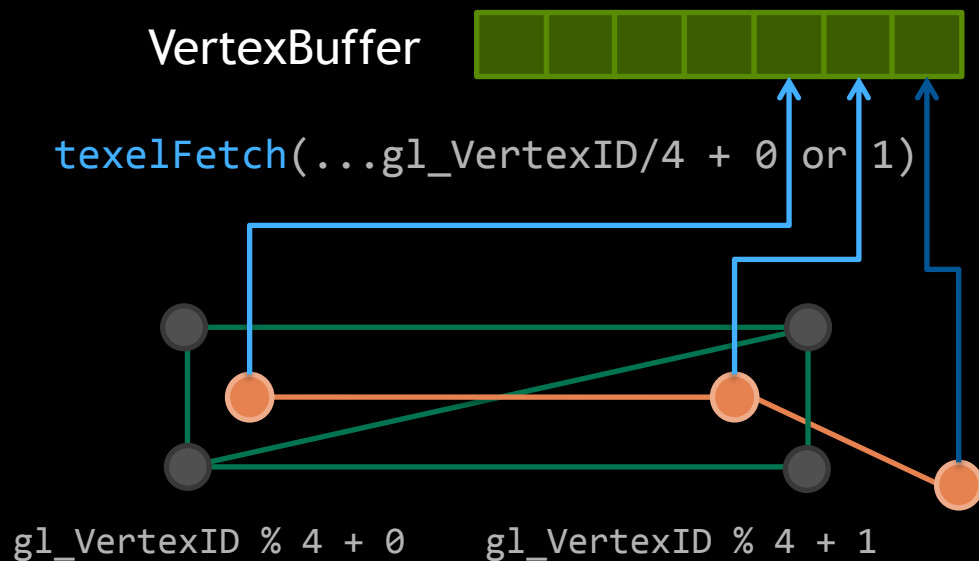 VertexBuffer
texelFetch(...gl_VertexID/4 + 0 or 1)
gl_VertexID % 4 + 0 gl_VertexID % 4 + 1